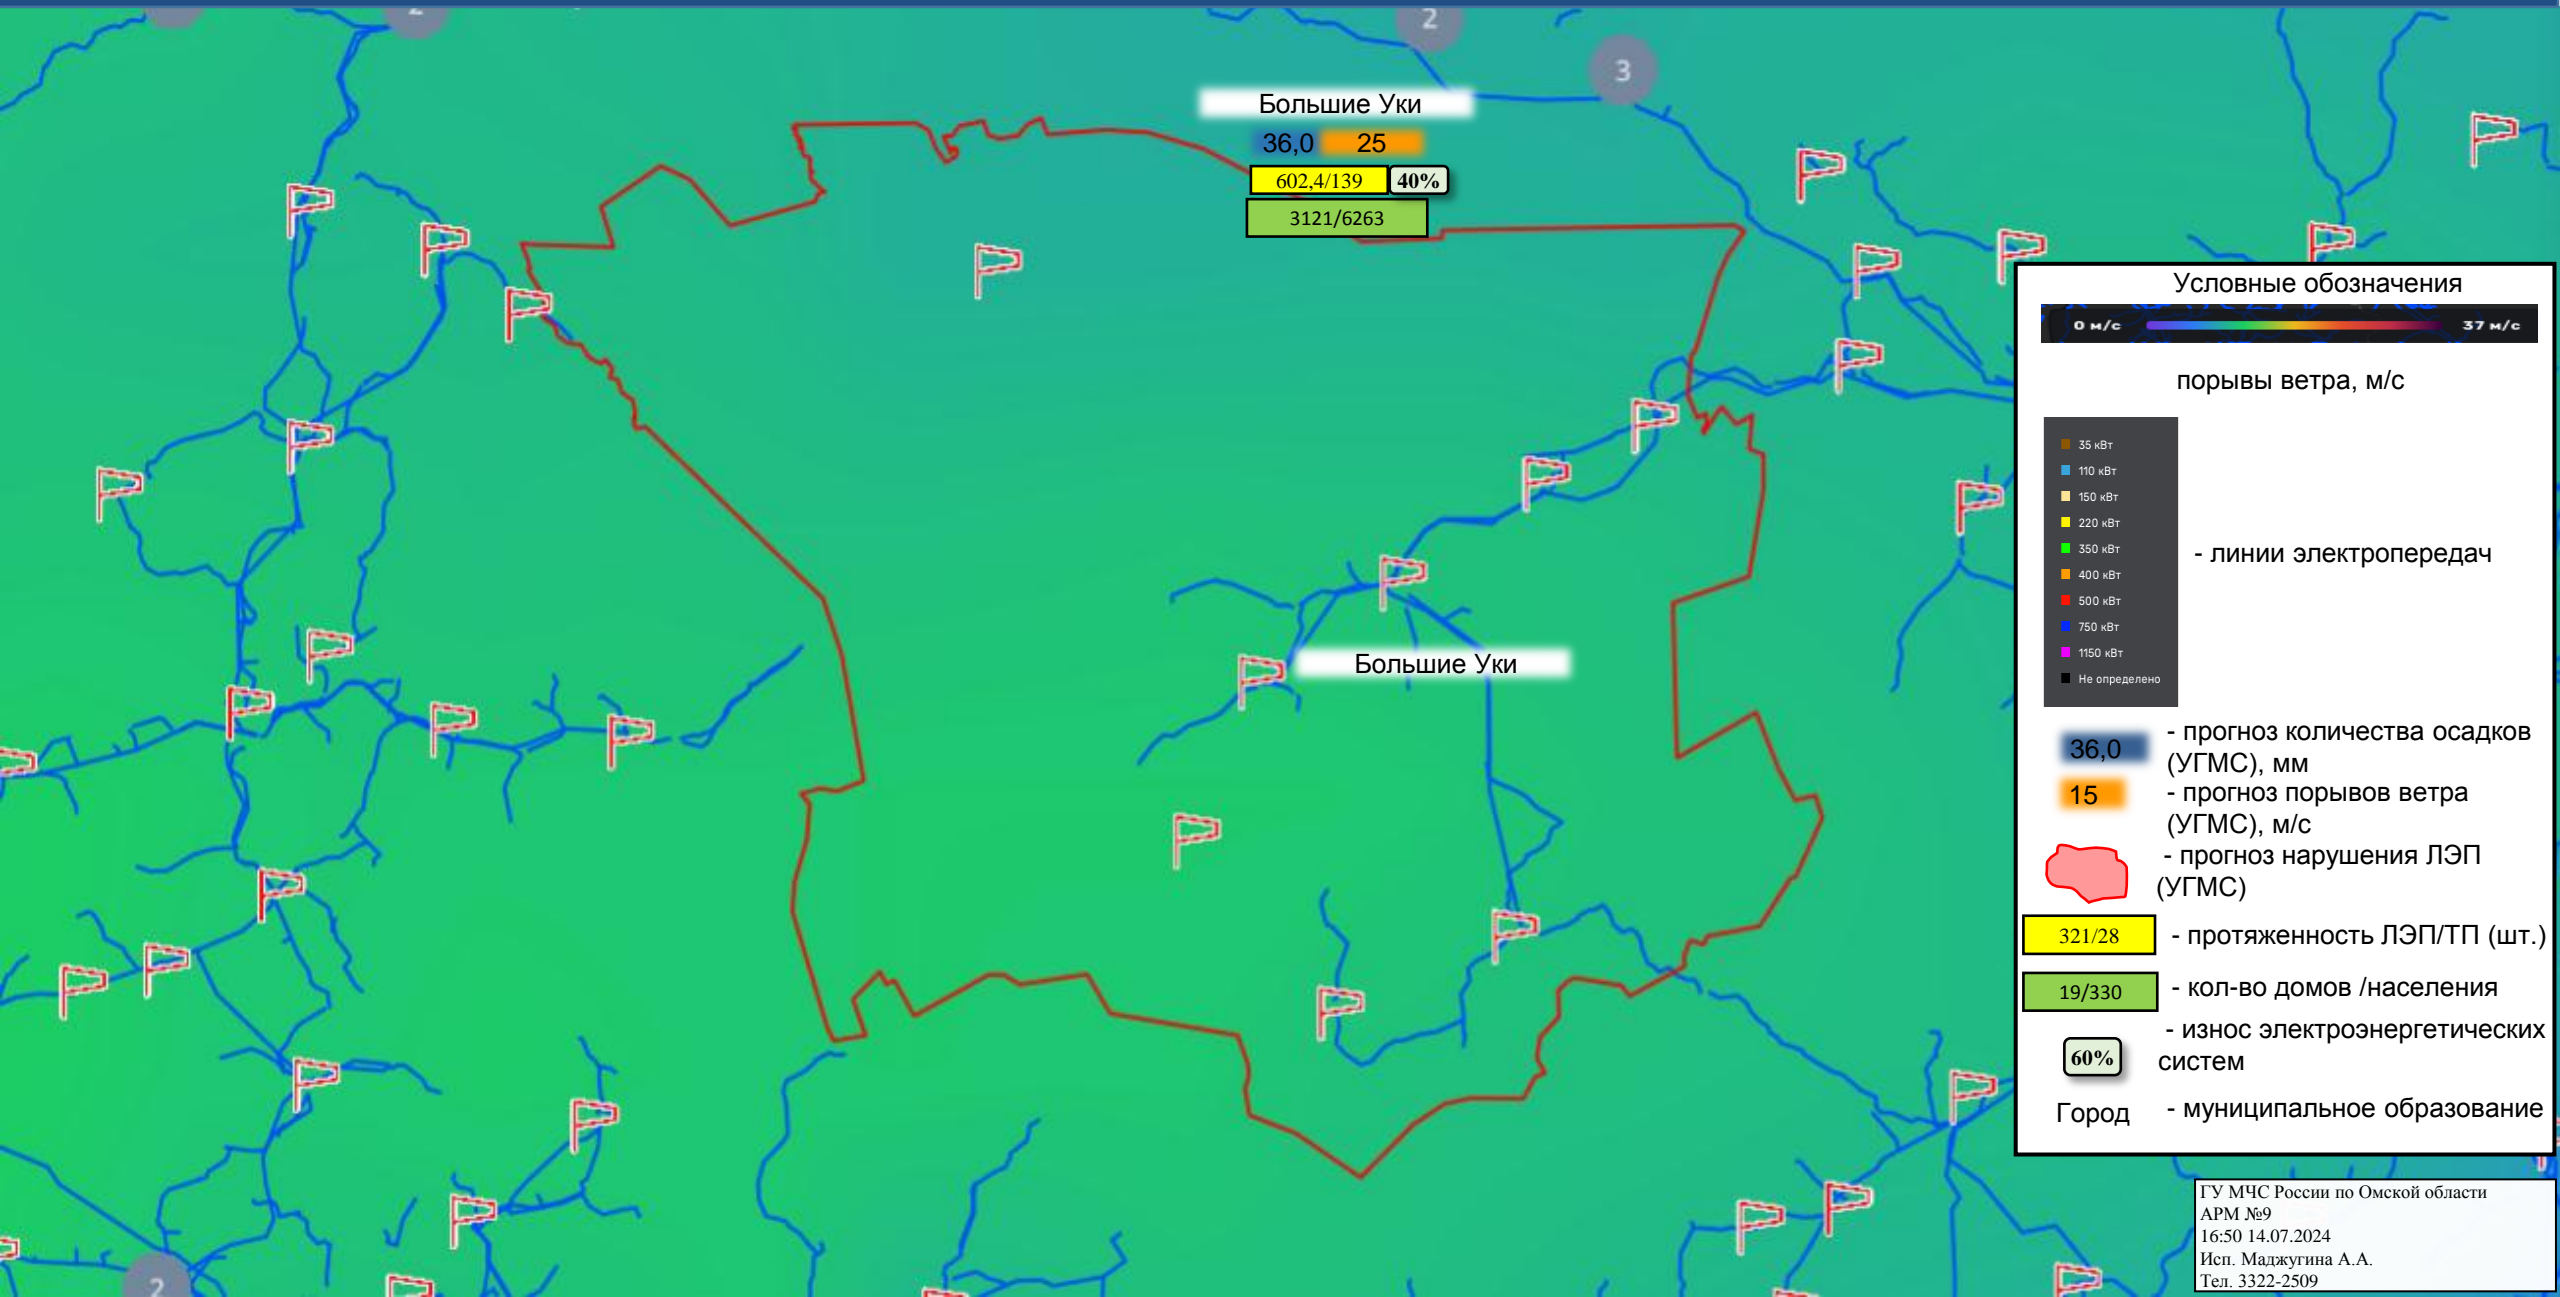 2
2
3
Большие Уки
36,0 25
602,4/139 40%
3121/6263
Большие Уки
2
Условные обозначения
0 м/с 37 м/с
порывы ветра, м/с
35 кВт
110 кВт
150 кВт
220 кВт
350 кВт
400 кВт
500 кВт
750 кВт
1150 кВт
Не определено
- линии электропередач
36,0 - прогноз количества осадков
(УГМС), мм
15 - прогноз порывов ветра
(УГМС), м/с
- прогноз нарушения ЛЭП
(УГМС)
321/28 - протяженность ЛЭП/ТП (шт.)
19/330 - кол-во домов /населения
60% - износ электроэнергетических
систем
Город - муниципальное образование
ГУ МЧС России по Омской области
АРМ №9
16:50 14.07.2024
Исп. Маджугина А.А.
Тел. 3322-2509